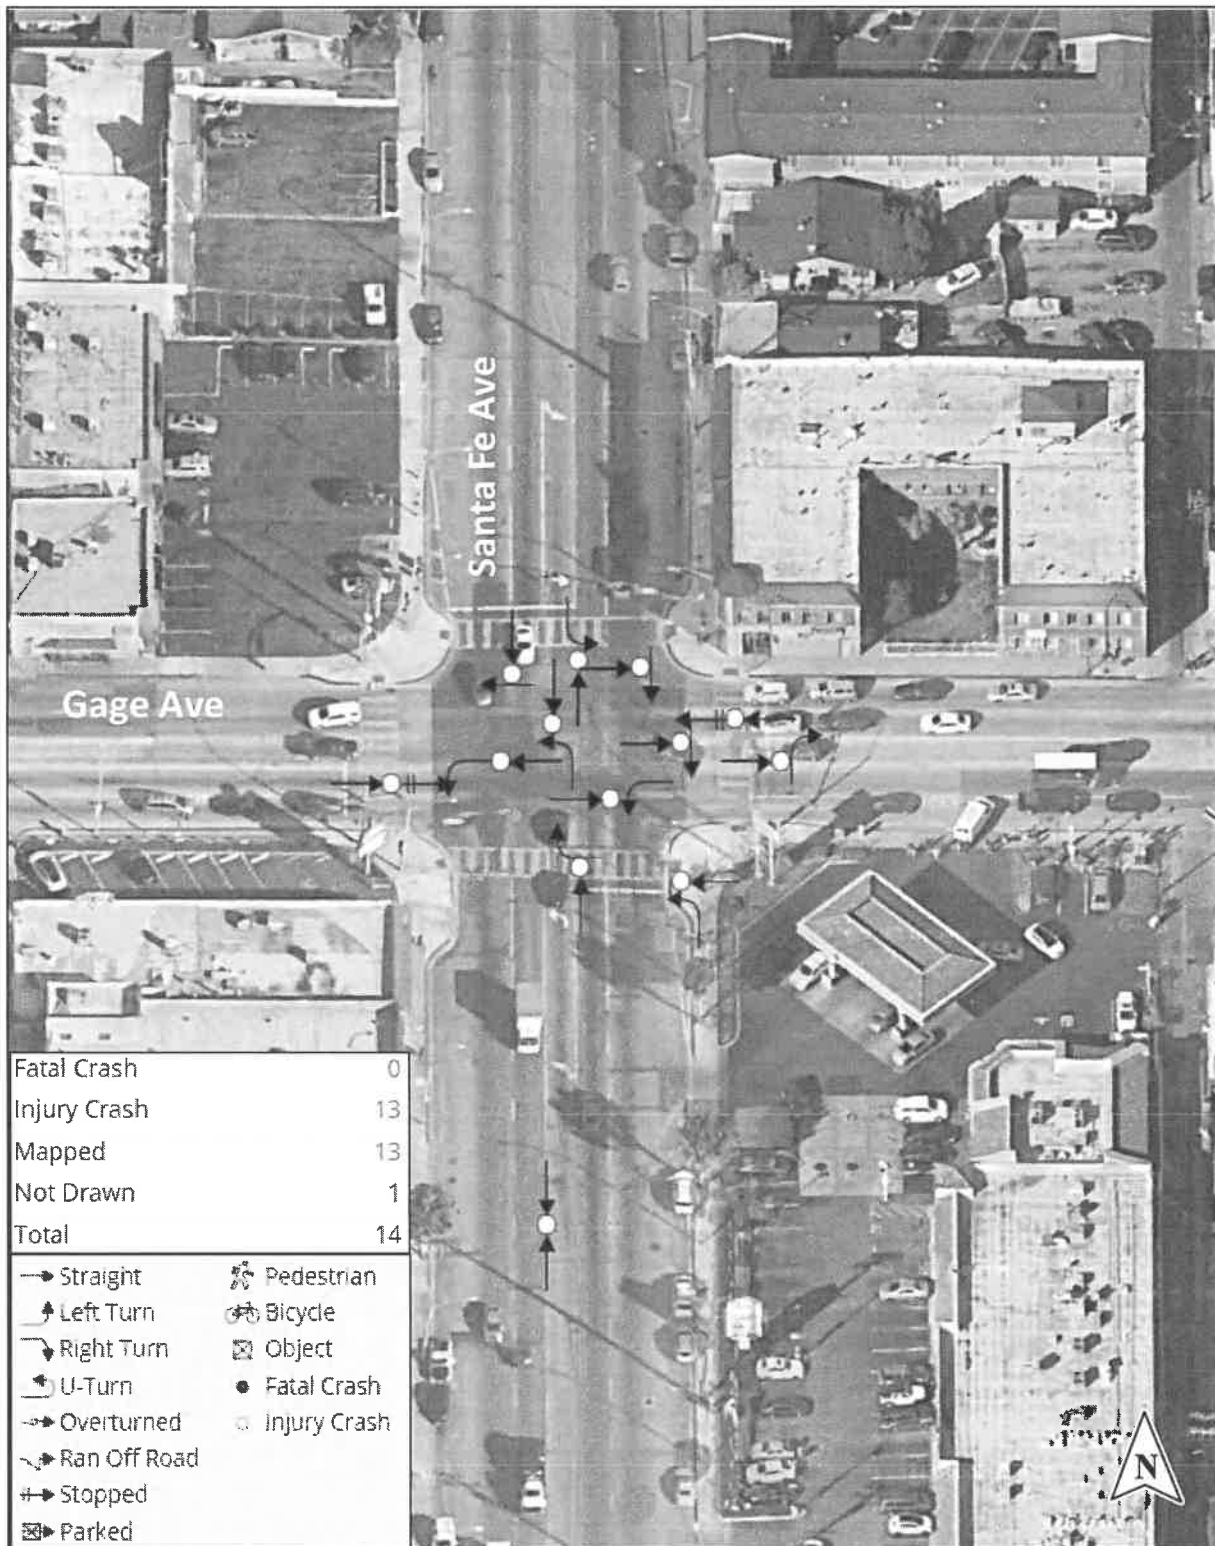 Santa Fe Ave
Gage Ave
Fatal Crash 0
Injury Crash 13
Mapped 13
Not Drawn 1
Total 14
Straight
Pedestrian
Left Turn
Bicycle
Right Turn
Object
U-Turn
Fatal Crash
Overturned
Injury Crash
Ran Off Road
Stopped
Parked
N